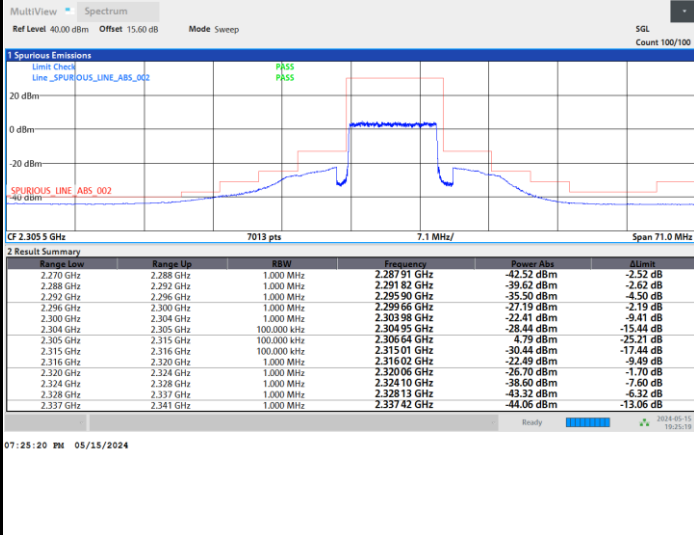 MultiView Spectrum
Ref Level 40.00 dBm Offset 15.60 dB Mode Sweep SGL
Count 100/100
1 Spurious Emissions
Limit Check PASS
Line _SPURIOUS_LINE_ABS_002 PASS
20 dBm
0 dBm
-20 dBm
SPURIOUS_LINE_ABS_002
-40 dBm
CF 2.305 5 GHz 7013 pts 7.1 MHz/ Span 71.0 MHz
2 Result Summary
Range Low Range Up RBW Frequency Power Abs ΔLimit
2.270 GHz 2.288 GHz 1.000 MHz 2.287 91 GHz -42.52 dBm -2.52 dB
2.288 GHz 2.292 GHz 1.000 MHz 2.291 82 GHz -39.62 dBm -2.62 dB
2.292 GHz 2.296 GHz 1.000 MHz 2.295 90 GHz -35.50 dBm -4.50 dB
2.296 GHz 2.300 GHz 1.000 MHz 2.299 66 GHz -27.19 dBm -2.19 dB
2.300 GHz 2.304 GHz 1.000 MHz 2.303 98 GHz -22.41 dBm -9.41 dB
2.304 GHz 2.305 GHz 100.000 kHz 2.304 95 GHz -28.44 dBm -15.44 dB
2.305 GHz 2.315 GHz 100.000 kHz 2.306 64 GHz 4.79 dBm -25.21 dB
2.315 GHz 2.316 GHz 100.000 kHz 2.315 01 GHz -30.44 dBm -17.44 dB
2.316 GHz 2.320 GHz 1.000 MHz 2.316 02 GHz -22.49 dBm -9.49 dB
2.320 GHz 2.324 GHz 1.000 MHz 2.320 06 GHz -26.70 dBm -1.70 dB
2.324 GHz 2.328 GHz 1.000 MHz 2.324 10 GHz -38.60 dBm -7.60 dB
2.328 GHz 2.337 GHz 1.000 MHz 2.328 13 GHz -43.32 dBm -6.32 dB
2.337 GHz 2.341 GHz 1.000 MHz 2.337 42 GHz -44.06 dBm -13.06 dB
Ready 2024-05-15
19:25:19
07:25:20 PM 05/15/2024